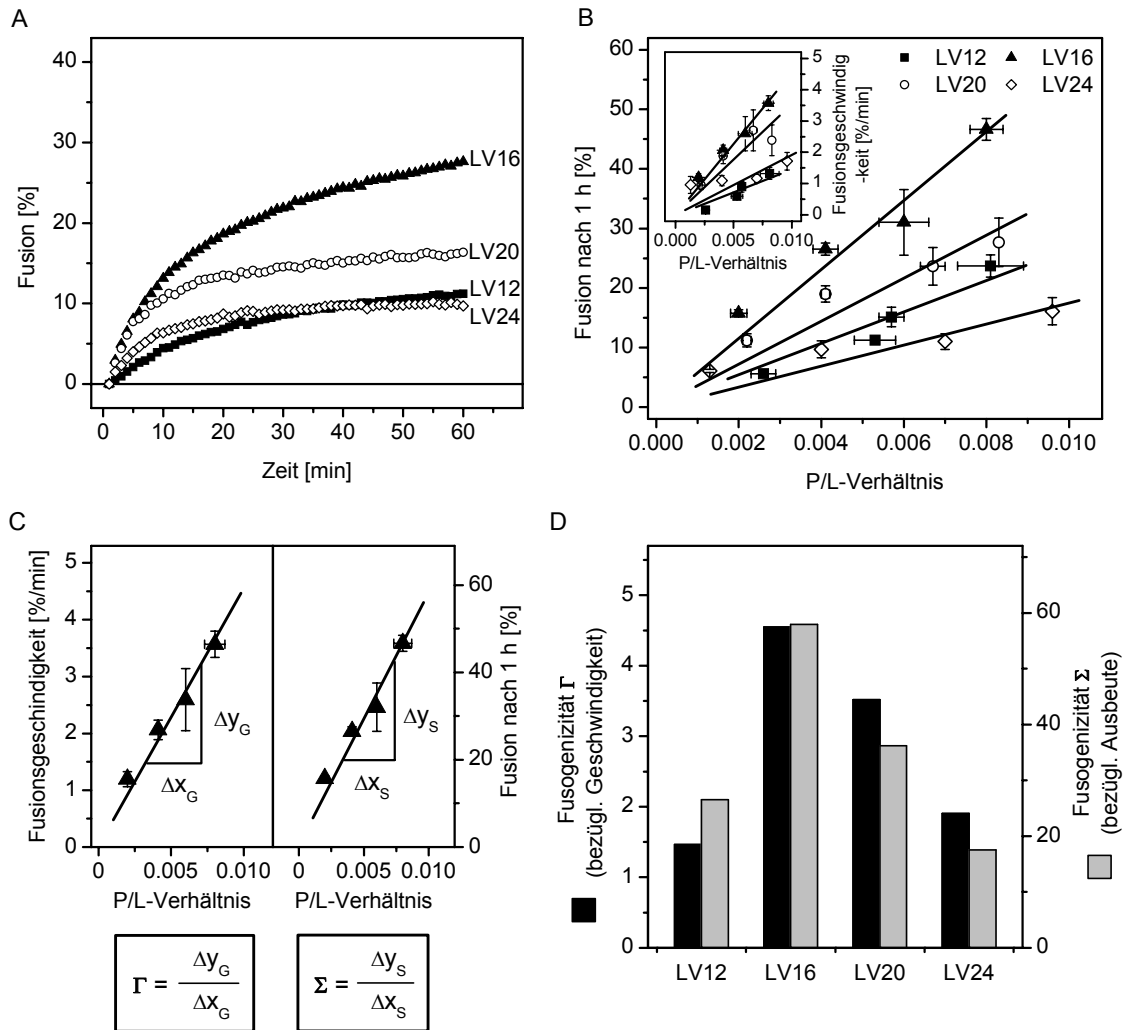 A
40
30
20
10
0
Fusion [%]
0
10
20
30
40
50
60
Zeit [min]
LV16
LV20
LV12
LV24
B
60
50
40
30
20
10
0
Fusion nach 1 h [%]
0.000
0.002
0.004
0.006
0.008
0.010
P/L-Verhältnis
LV12
LV16
LV20
LV24
5
4
3
2
1
0
Fusionsgeschwindig
-keit [%/min]
0.000
0.005
0.010
P/L-Verhältnis
C
5
4
3
2
1
0
Fusionsgeschindigkeit [%/min]
0
0.005
0.010
P/L-Verhältnis
Δy_G
Δx_G
60
40
20
0
Fusion nach 1 h [%]
0
0.005
0.010
P/L-Verhältnis
Δy_S
Δx_S
Γ = Δy_G / Δx_G
Σ = Δy_S / Δx_S
D
5
4
3
2
1
0
Fusogenizität Γ
(bezügl. Geschwindigkeit)
60
40
20
0
Fusogenizität Σ
(bezügl. Ausbeute)
LV12
LV16
LV20
LV24